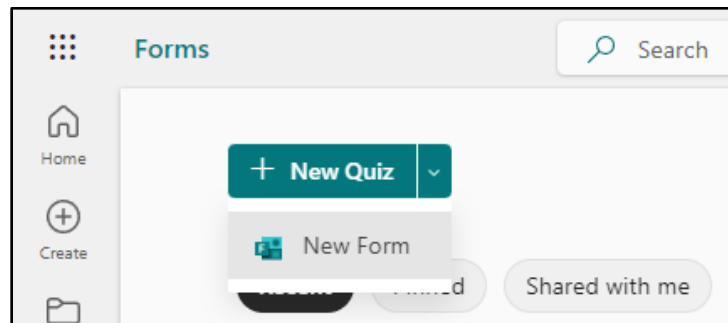 Forms
Search
Home
New Quiz
New Form
Create
Shared with me